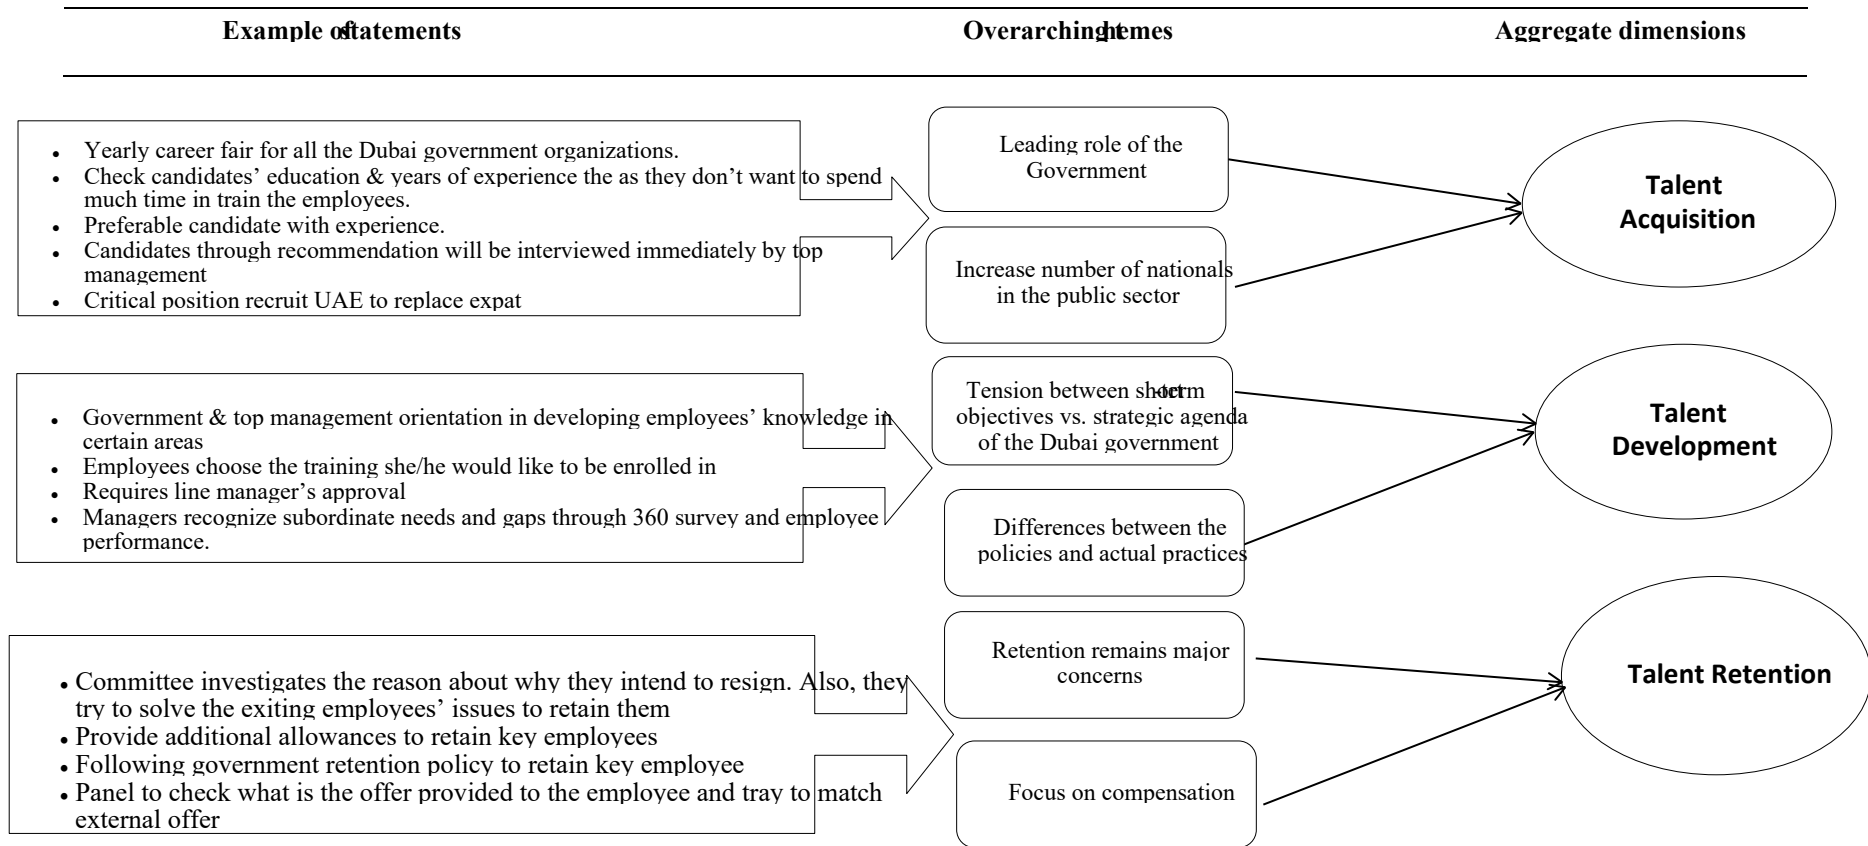 Example of statements
Overarching themes
Aggregate dimensions
• Yearly career fair for all the Dubai government organizations.
• Check candidates’ education & years of experience the as they don’t want to spend
much time in train the employees.
• Preferable candidate with experience.
• Candidates through recommendation will be interviewed immediately by top
management
• Critical position recruit UAE to replace expat
Leading role of the
Government
Increase number of nationals
in the public sector
Talent
Acquisition
• Government & top management orientation in developing employees’ knowledge in
certain areas
• Employees choose the training she/he would like to be enrolled in
• Requires line manager’s approval
• Managers recognize subordinate needs and gaps through 360 survey and employee
performance.
Tension between short-term
objectives vs. strategic agenda
of the Dubai government
Differences between the
policies and actual practices
Talent
Development
• Committee investigates the reason about why they intend to resign. Also, they
try to solve the exiting employees’ issues to retain them
• Provide additional allowances to retain key employees
• Following government retention policy to retain key employee
• Panel to check what is the offer provided to the employee and tray to match
external offer
Retention remains major
concerns
Focus on compensation
Talent Retention